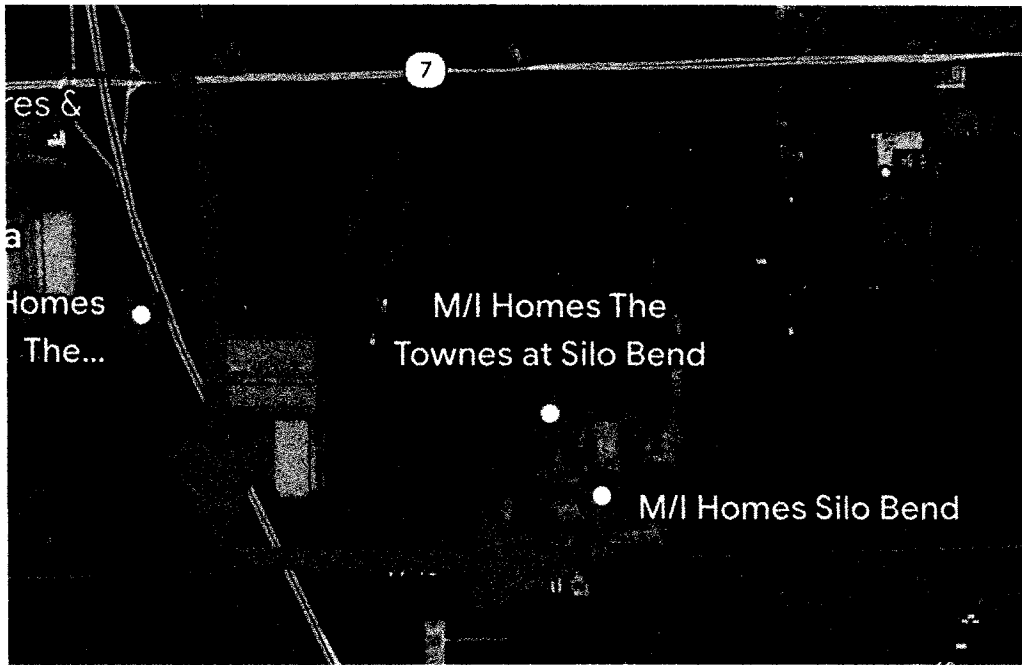 7
res &
a
Homes
The...
M/I Homes The
Townes at Silo Bend
M/I Homes Silo Bend